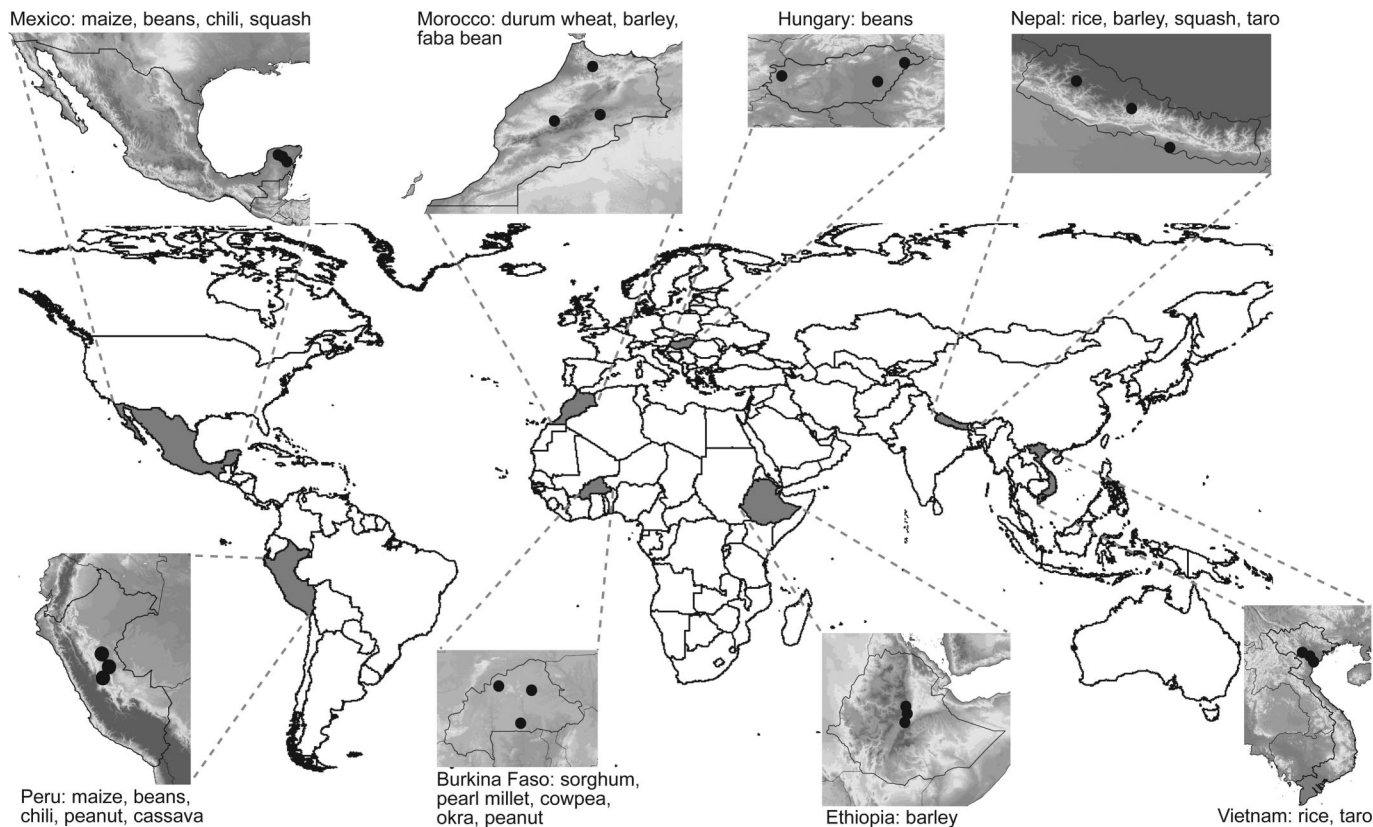 Mexico: maize, beans, chili, squash
Morocco: durum wheat, barley,
faba bean
Hungary: beans
Nepal: rice, barley, squash, taro
Peru: maize, beans,
chili, peanut, cassava
Burkina Faso: sorghum,
pearl millet, cowpea,
okra, peanut
Ethiopia: barley
Vietnam: rice, taro